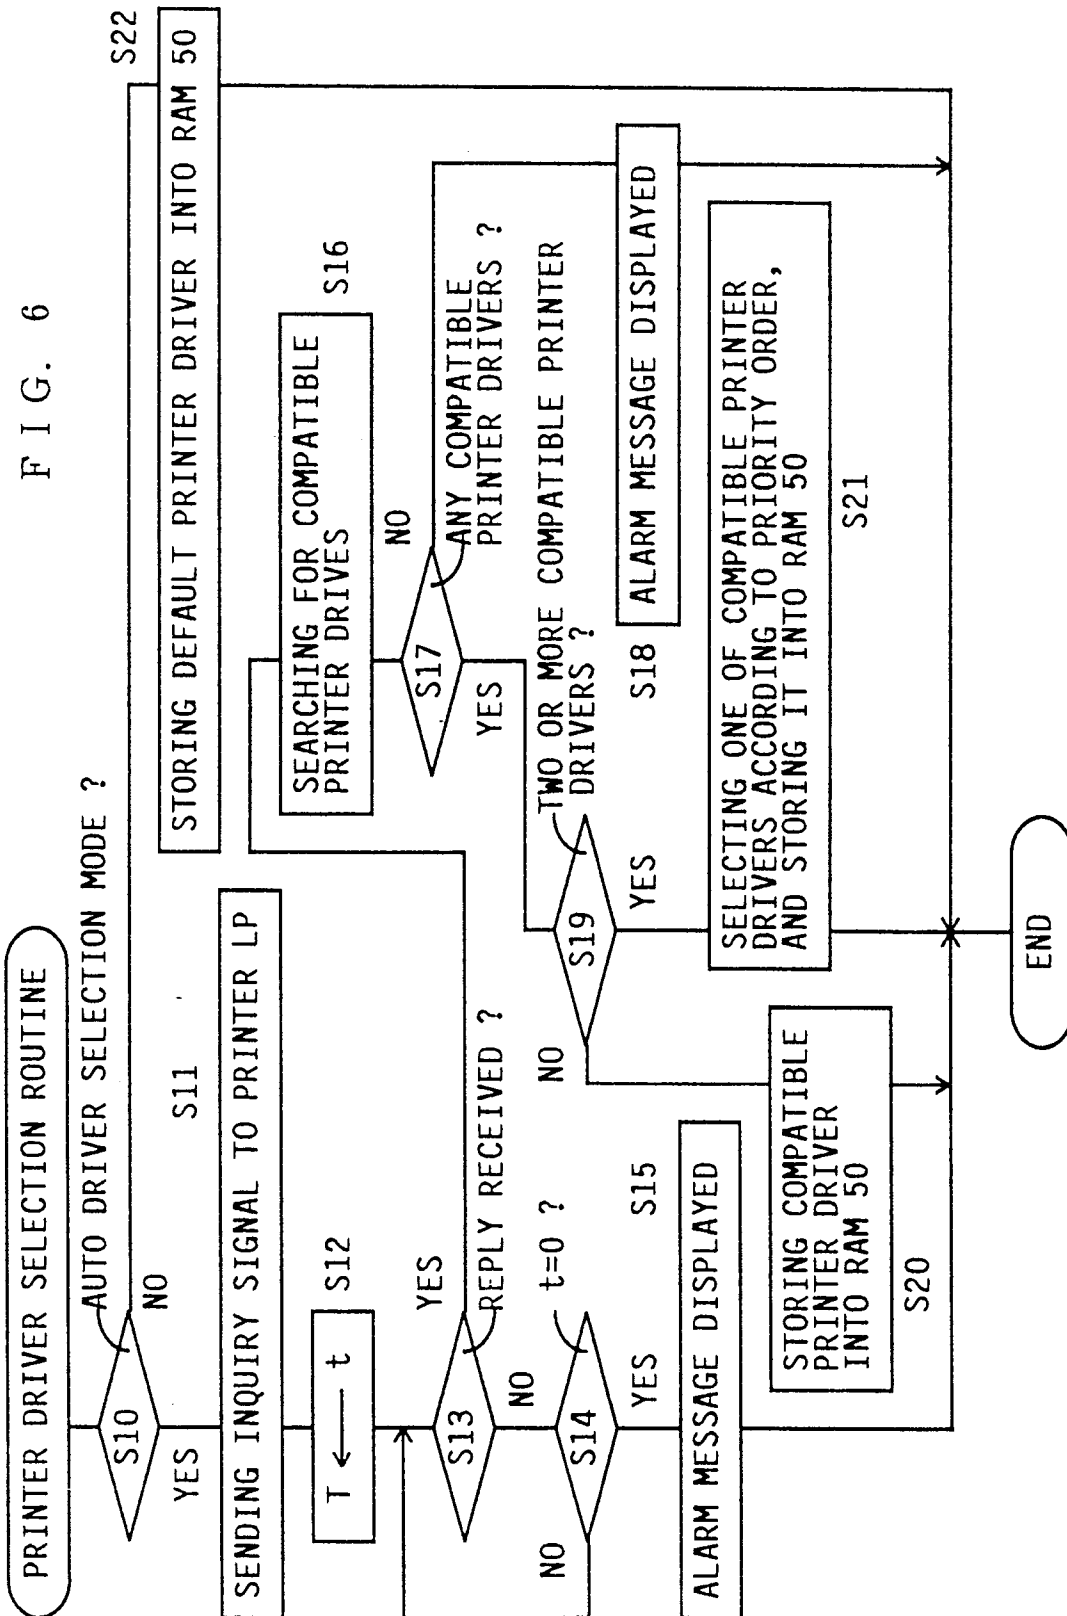 F I G. 6
PRINTER DRIVER SELECTION ROUTINE
S10
AUTO DRIVER SELECTION MODE ?
NO
YES
S22
STORING DEFAULT PRINTER DRIVER INTO RAM 50
S11
SENDING INQUIRY SIGNAL TO PRINTER LP
T ← t
S12
S13
REPLY RECEIVED ?
YES
NO
S14
t=0 ?
NO
YES
S15
ALARM MESSAGE DISPLAYED
S16
SEARCHING FOR COMPATIBLE
PRINTER DRIVES
S17
ANY COMPATIBLE
PRINTER DRIVERS ?
NO
YES
S18
ALARM MESSAGE DISPLAYED
S19
TWO OR MORE COMPATIBLE PRINTER
DRIVERS ?
NO
YES
STORING COMPATIBLE
PRINTER DRIVER
INTO RAM 50
S20
SELECTING ONE OF COMPATIBLE PRINTER
DRIVERS ACCORDING TO PRIORITY ORDER,
AND STORING IT INTO RAM 50
S21
END